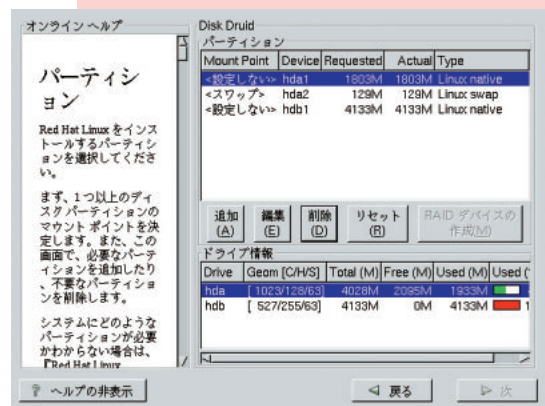 オンラインヘルプ
パーティシ
ョン
Red Hat Linux をインス
トールするパーティシ
ョンを選択してくださ
い。
まず、1つ以上のディ
スクパーティションの
マウントポイントを決
定します。また、この
画面で、必要なパーテ
ィションを追加したり
、不要なパーティショ
ンを削除します。
システムにどのような
パーティションが必要
かわからない場合は、
『Red Hat Linux
Disk Druid
パーティション
Mount Point Device Requested Actual Type
<設定しない> hda1 1803M 1803M Linux native
<スワップ> hda2 129M 129M Linux swap
<設定しない> hdb1 4133M 4133M Linux native
追加 編集 削除 リセット RAID デバイスの
(A) (E) (D) (R) 作成(M)
ドライブ情報
Drive Geom [C/H/S] Total (M) Free (M) Used (M) Used (
hda [ 1023/128/63] 4028M 2095M 1933M
hdb [ 527/255/63] 4133M 0M 4133M 1
? ヘルプの非表示 戻る 次